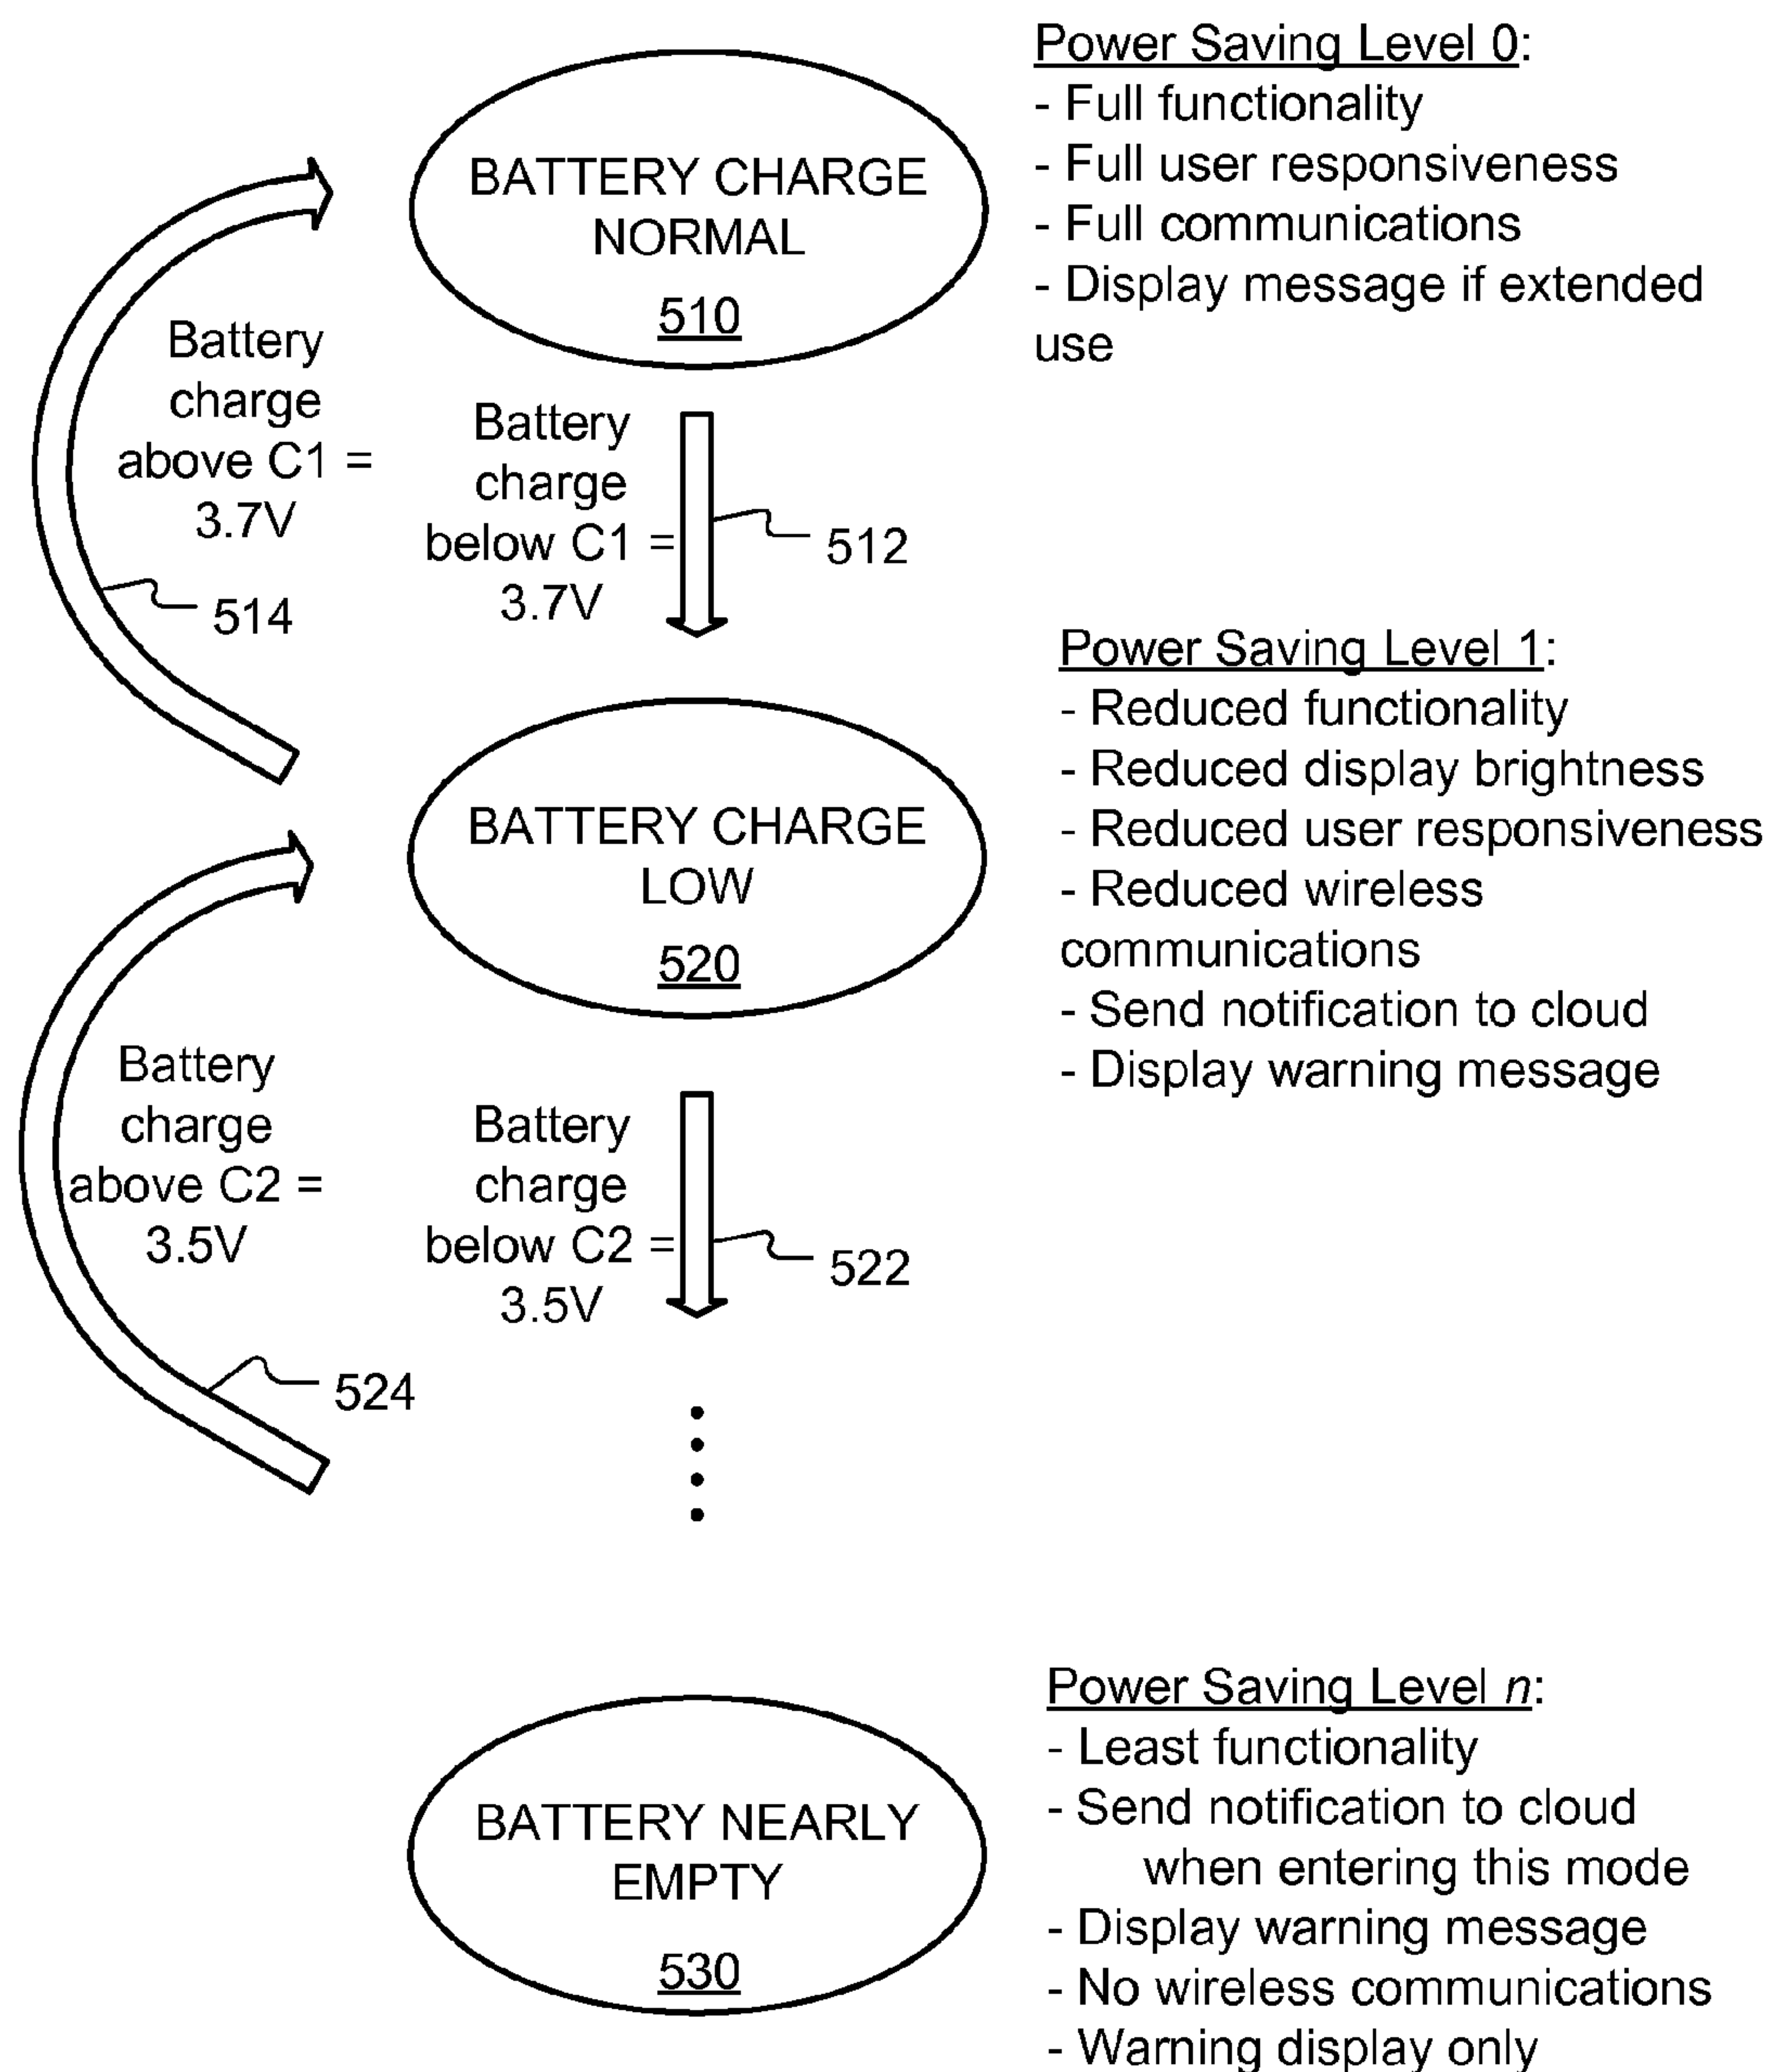 BATTERY CHARGE
NORMAL
510
Power Saving Level 0:
- Full functionality
- Full user responsiveness
- Full communications
- Display message if extended
use
Battery
charge
above C1 =
3.7V
514
Battery
charge
below C1 =
3.7V
512
BATTERY CHARGE
LOW
520
Power Saving Level 1:
- Reduced functionality
- Reduced display brightness
- Reduced user responsiveness
- Reduced wireless
communications
- Send notification to cloud
- Display warning message
Battery
charge
above C2 =
3.5V
524
Battery
charge
below C2 =
3.5V
522
BATTERY NEARLY
EMPTY
530
Power Saving Level n:
- Least functionality
- Send notification to cloud
when entering this mode
- Display warning message
- No wireless communications
- Warning display only